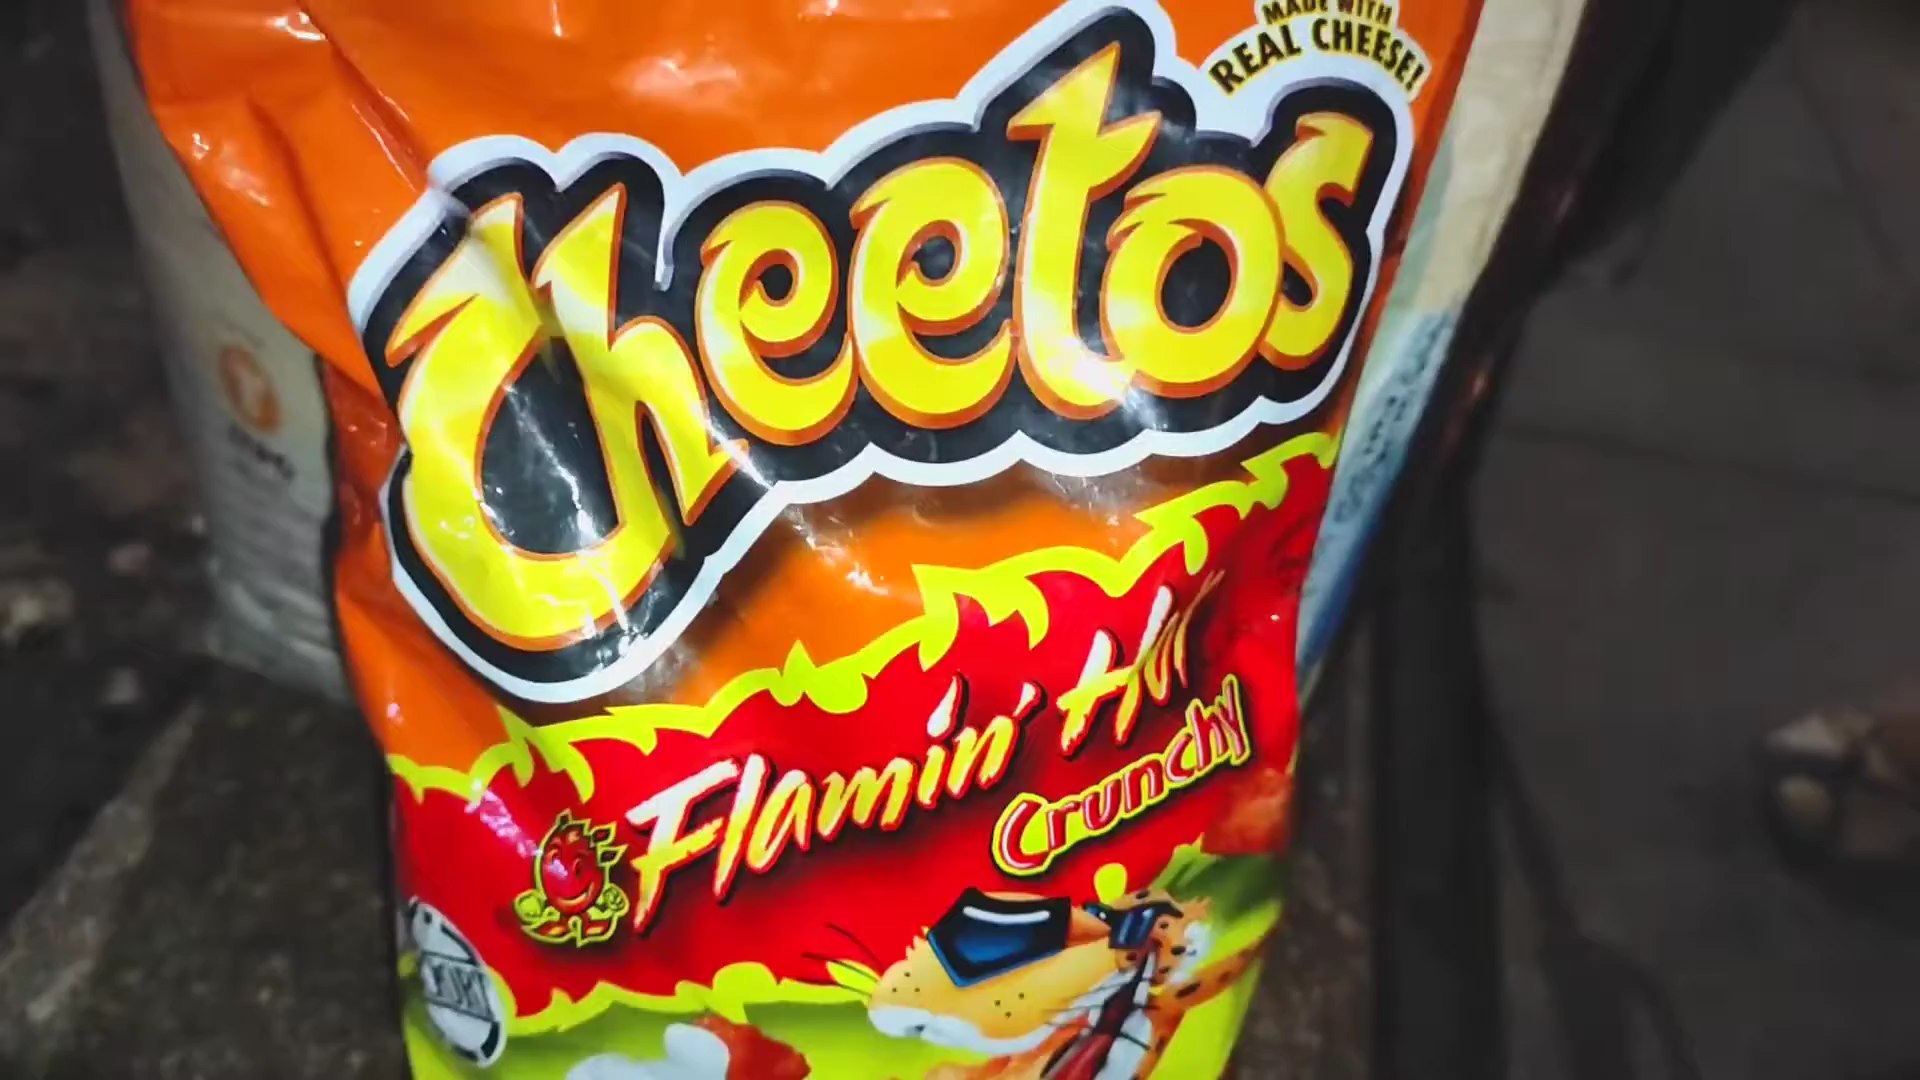 MADE WITH
REAL CHEESE!
Cheetos
Flamin' Hot
Crunchy